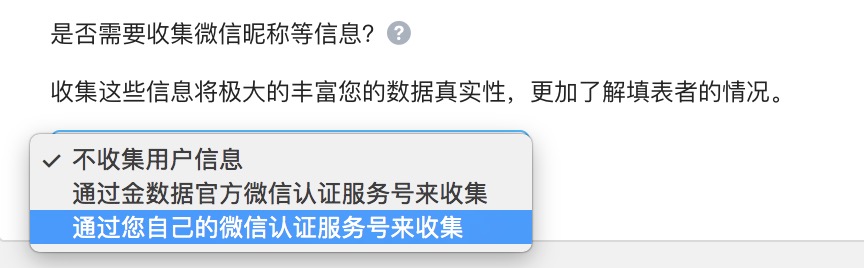 是否需要收集微信昵称等信息？ ?
收集这些信息将极大的丰富您的数据真实性，更加了解填表者的情况。
✓ 不收集用户信息
通过金数据官方微信认证服务号来收集
通过您自己的微信认证服务号来收集